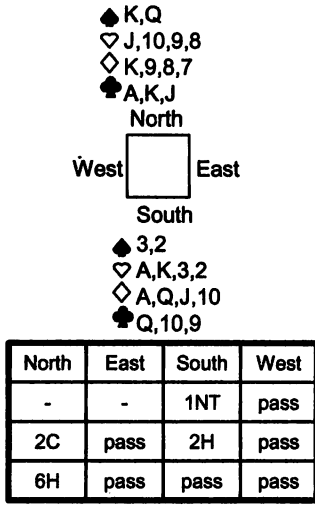 ♠ K,Q
♡ J,10,9,8
♢ K,9,8,7
♣ A,K,J
North
West East
South
♠ 3,2
♡ A,K,3,2
♢ A,Q,J,10
♣ Q,10,9
North East South West
- - 1NT pass
2C pass 2H pass
6H pass pass pass